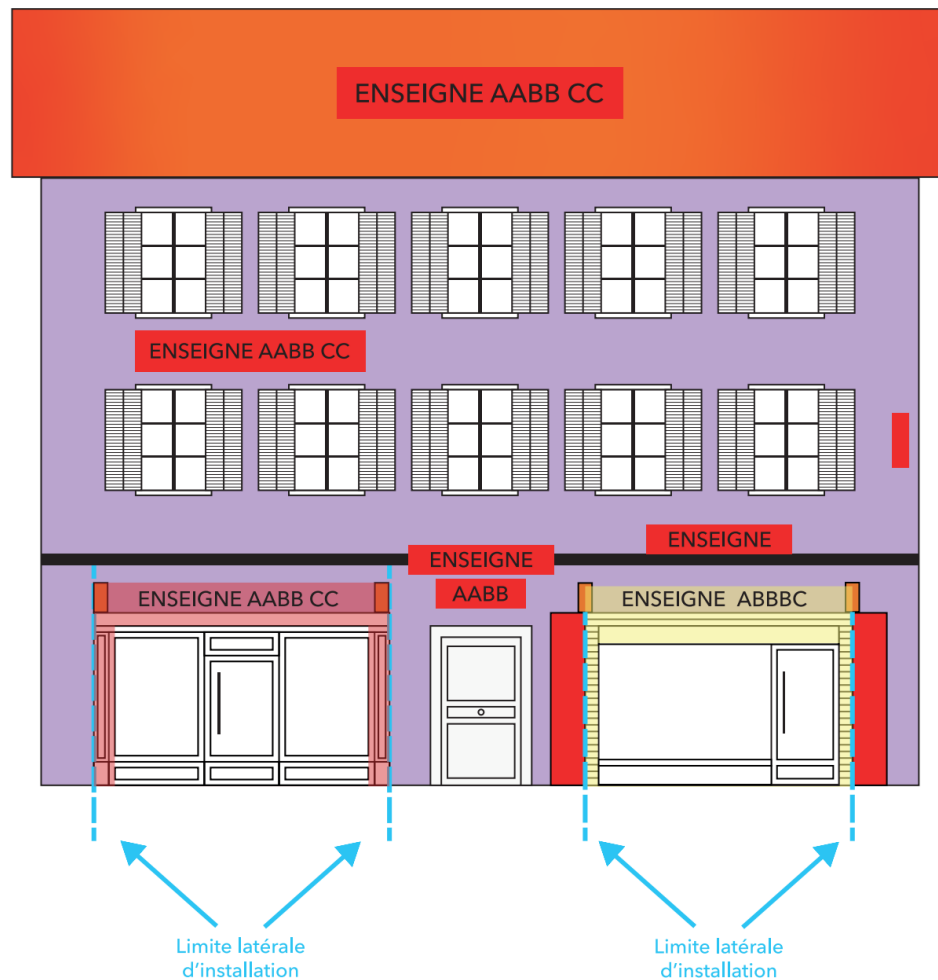 ENSEIGNE AABB CC
ENSEIGNE AABB CC
ENSEIGNE
ENSEIGNE
AABB
ENSEIGNE AABB CC
ENSEIGNE ABBBC
Limite latérale
d'installation
Limite latérale
d'installation